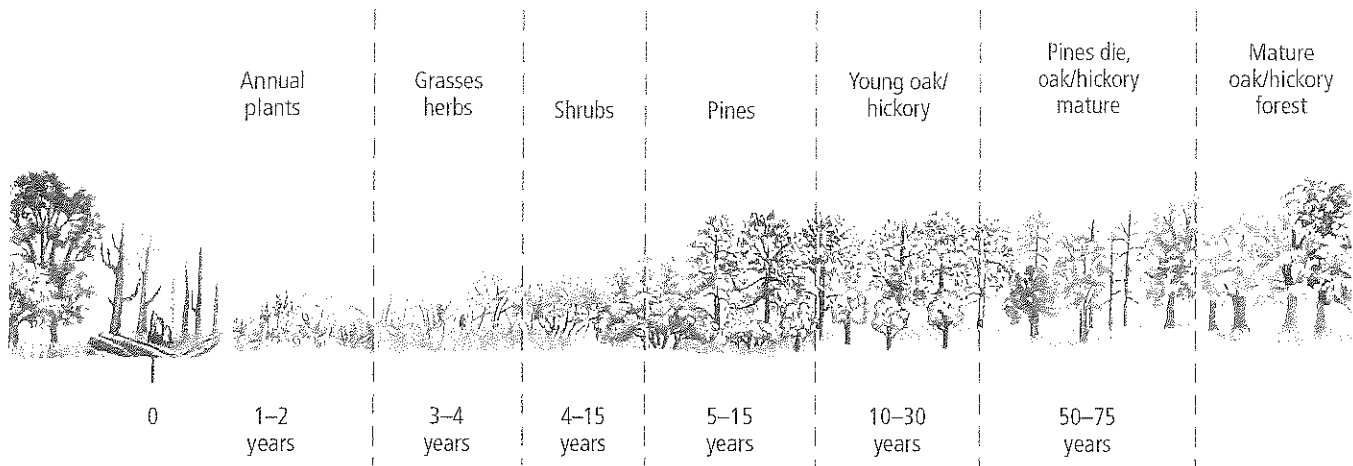 Annual
plants
Grasses
herbs
Shrubs
Pines
Young oak/
hickory
Pines die,
oak/hickory
mature
Mature
oak/hickory
forest
0
1–2
years
3–4
years
4–15
years
5–15
years
10–30
years
50–75
years